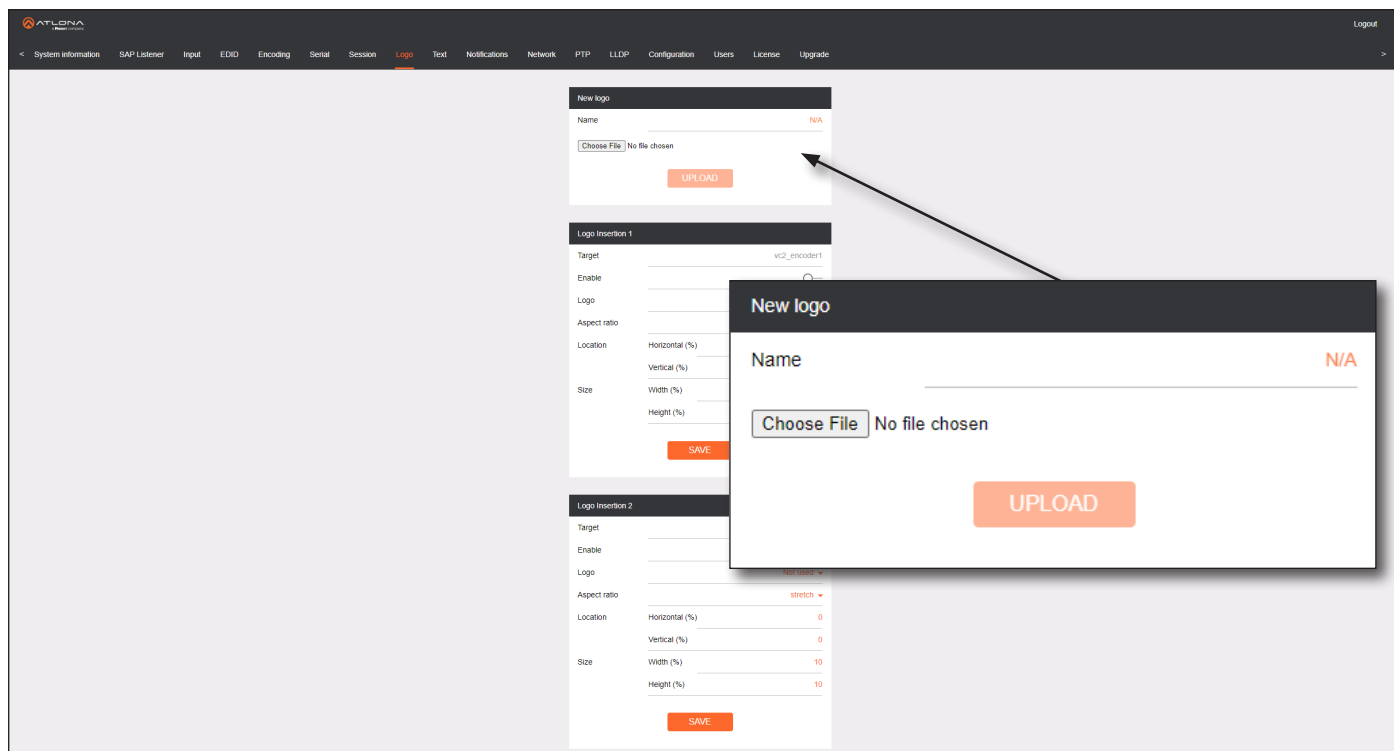 ATLONA
Logout
< System information SAP Listener Input EDID Encoding Serial Session Logo Text Notifications Network PTP LLDP Configuration Users License Upgrade >
New logo
Name N/A
Choose File No file chosen
UPLOAD
Logo Insertion 1
Target vc2_encoder1
Enable
Logo
Aspect ratio
Location Horizontal (%)
Vertical (%)
Size Width (%)
Height (%)
SAVE
New logo
Name N/A
Choose File No file chosen
UPLOAD
Logo Insertion 2
Target
Enable
Logo Not used
Aspect ratio stretch
Location Horizontal (%) 0
Vertical (%) 0
Size Width (%) 10
Height (%) 10
SAVE